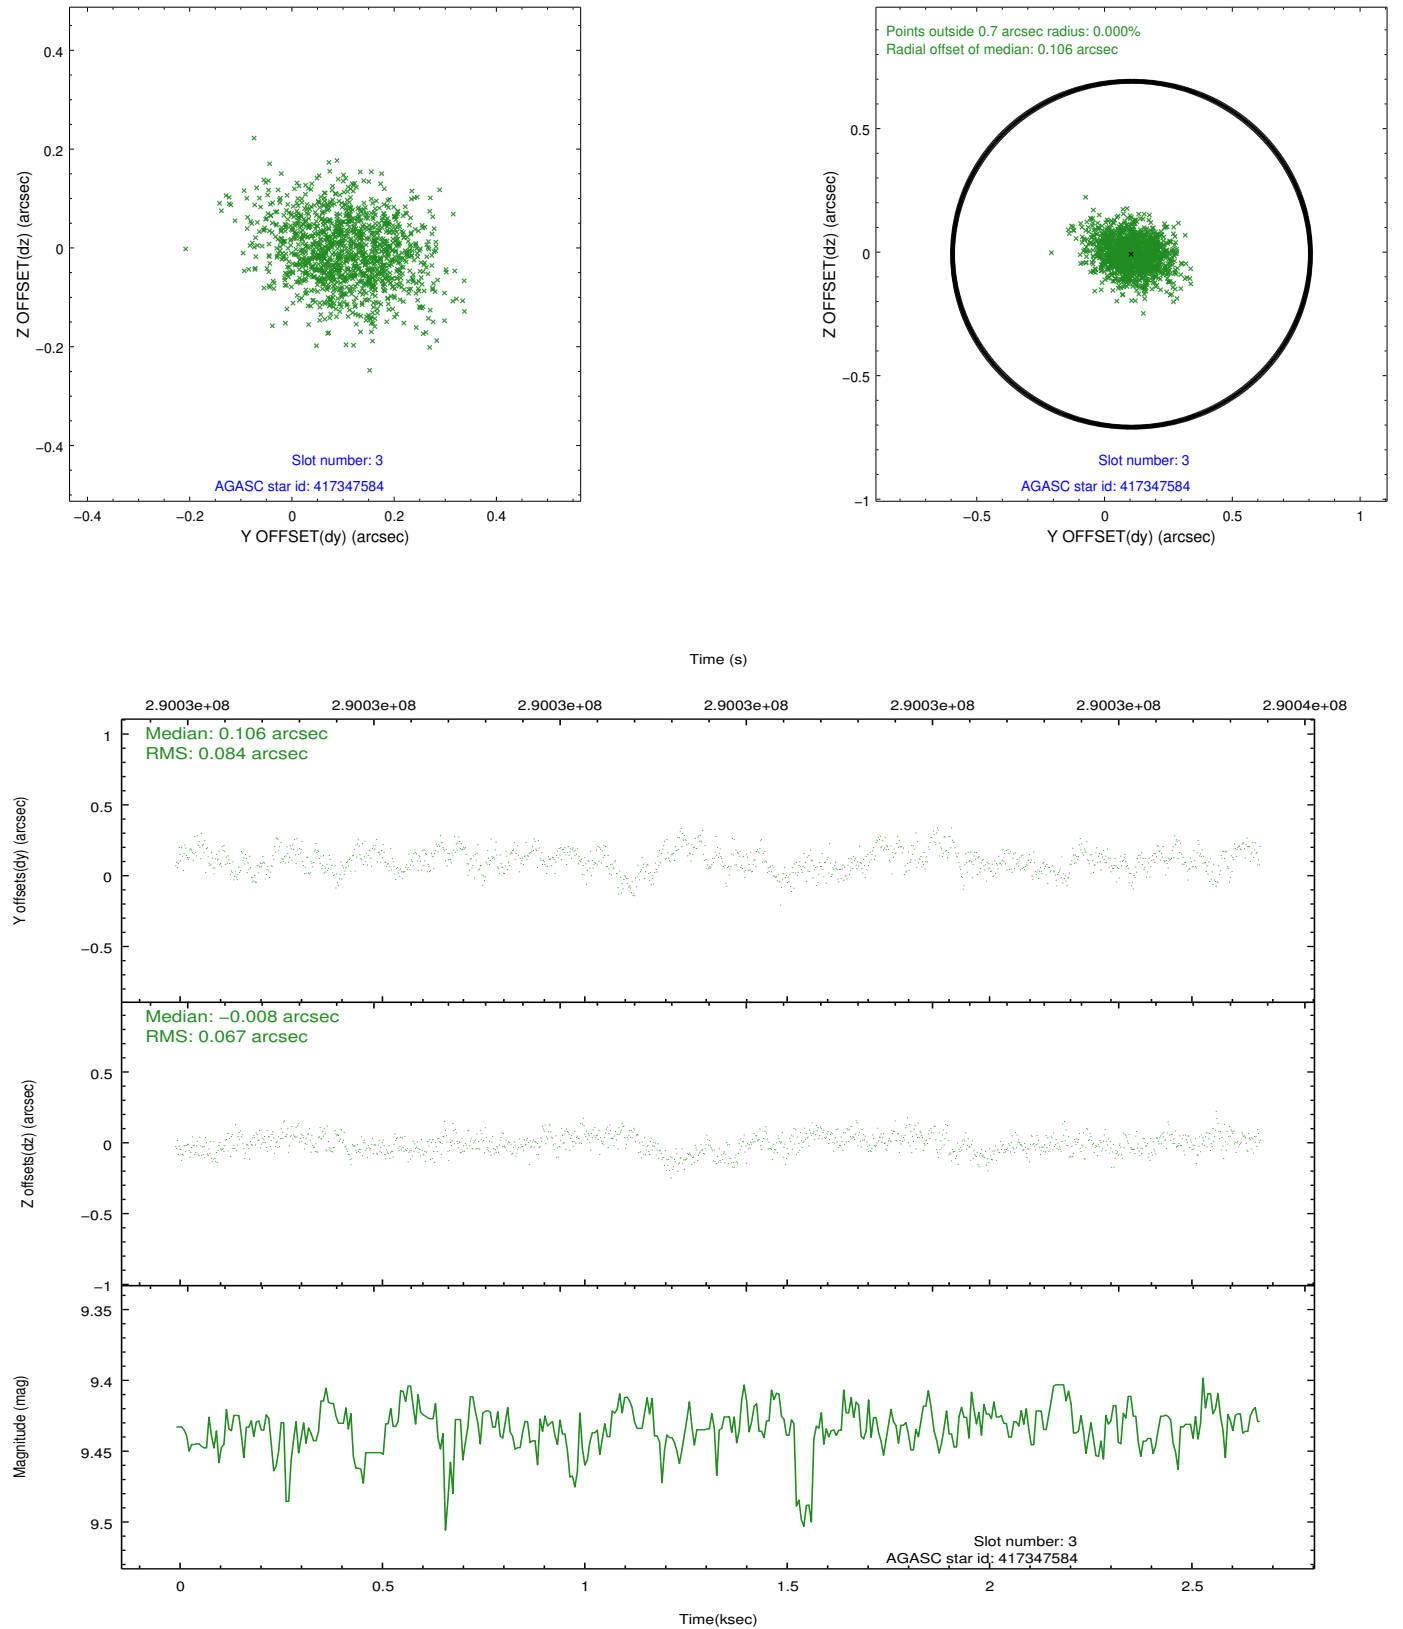 0.4
0.2
0
−0.2
−0.4
Z OFFSET(dz) (arcsec)
Slot number: 3
AGASC star id: 417347584
−0.4 −0.2 0 0.2 0.4
Y OFFSET(dy) (arcsec)
Points outside 0.7 arcsec radius: 0.000%
Radial offset of median: 0.106 arcsec
0.5
0
−0.5
−1
Z OFFSET(dz) (arcsec)
Slot number: 3
AGASC star id: 417347584
−0.5 0 0.5 1
Y OFFSET(dy) (arcsec)
Time (s)
2.9003e+08 2.9003e+08 2.9003e+08 2.9003e+08 2.9003e+08 2.9003e+08 2.9004e+08
Median: 0.106 arcsec
RMS: 0.084 arcsec
1
0.5
0
−0.5
Y offsets(dy) (arcsec)
Median: −0.008 arcsec
RMS: 0.067 arcsec
0.5
0
−0.5
−1
Z offsets(dz) (arcsec)
9.35
9.4
9.45
9.5
Magnitude (mag)
Slot number: 3
AGASC star id: 417347584
0 0.5 1 1.5 2 2.5
Time(ksec)